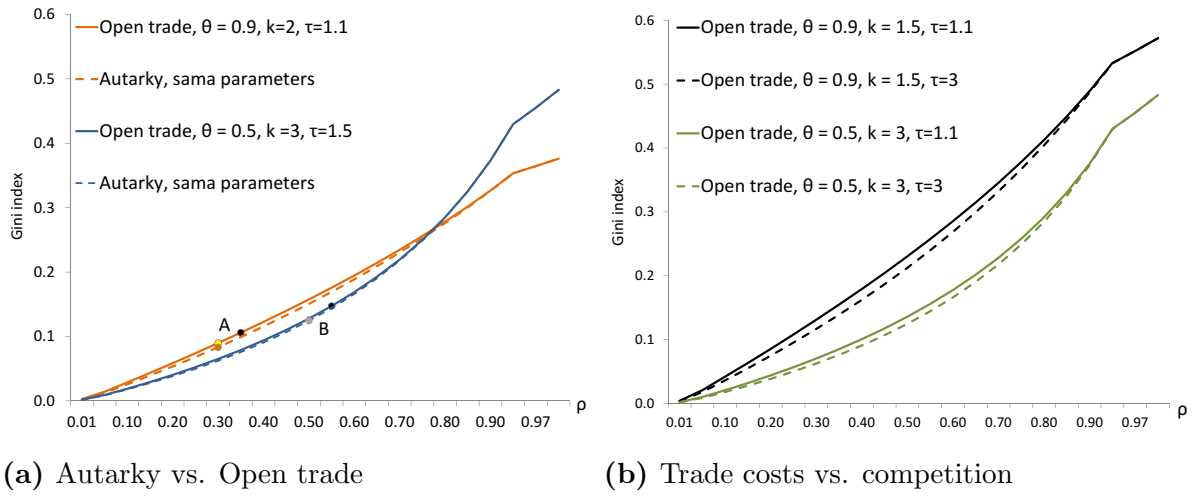 0.6
0.5
0.4
0.3
0.2
0.1
0.0
Gini index
Open trade, θ = 0.9, k=2, τ=1.1
Autarky, sama parameters
Open trade, θ = 0.5, k =3, τ=1.5
Autarky, sama parameters
A
B
0.01 0.10 0.20 0.30 0.40 0.50 0.60 0.70 0.80 0.90 0.97 ρ
(a) Autarky vs. Open trade
0.6
0.5
0.4
0.3
0.2
0.1
0.0
Gini index
Open trade, θ = 0.9, k = 1.5, τ=1.1
Open trade, θ = 0.9, k = 1.5, τ=3
Open trade, θ = 0.5, k = 3, τ=1.1
Open trade, θ = 0.5, k = 3, τ=3
0.01 0.10 0.20 0.30 0.40 0.50 0.60 0.70 0.80 0.90 0.97 ρ
(b) Trade costs vs. competition